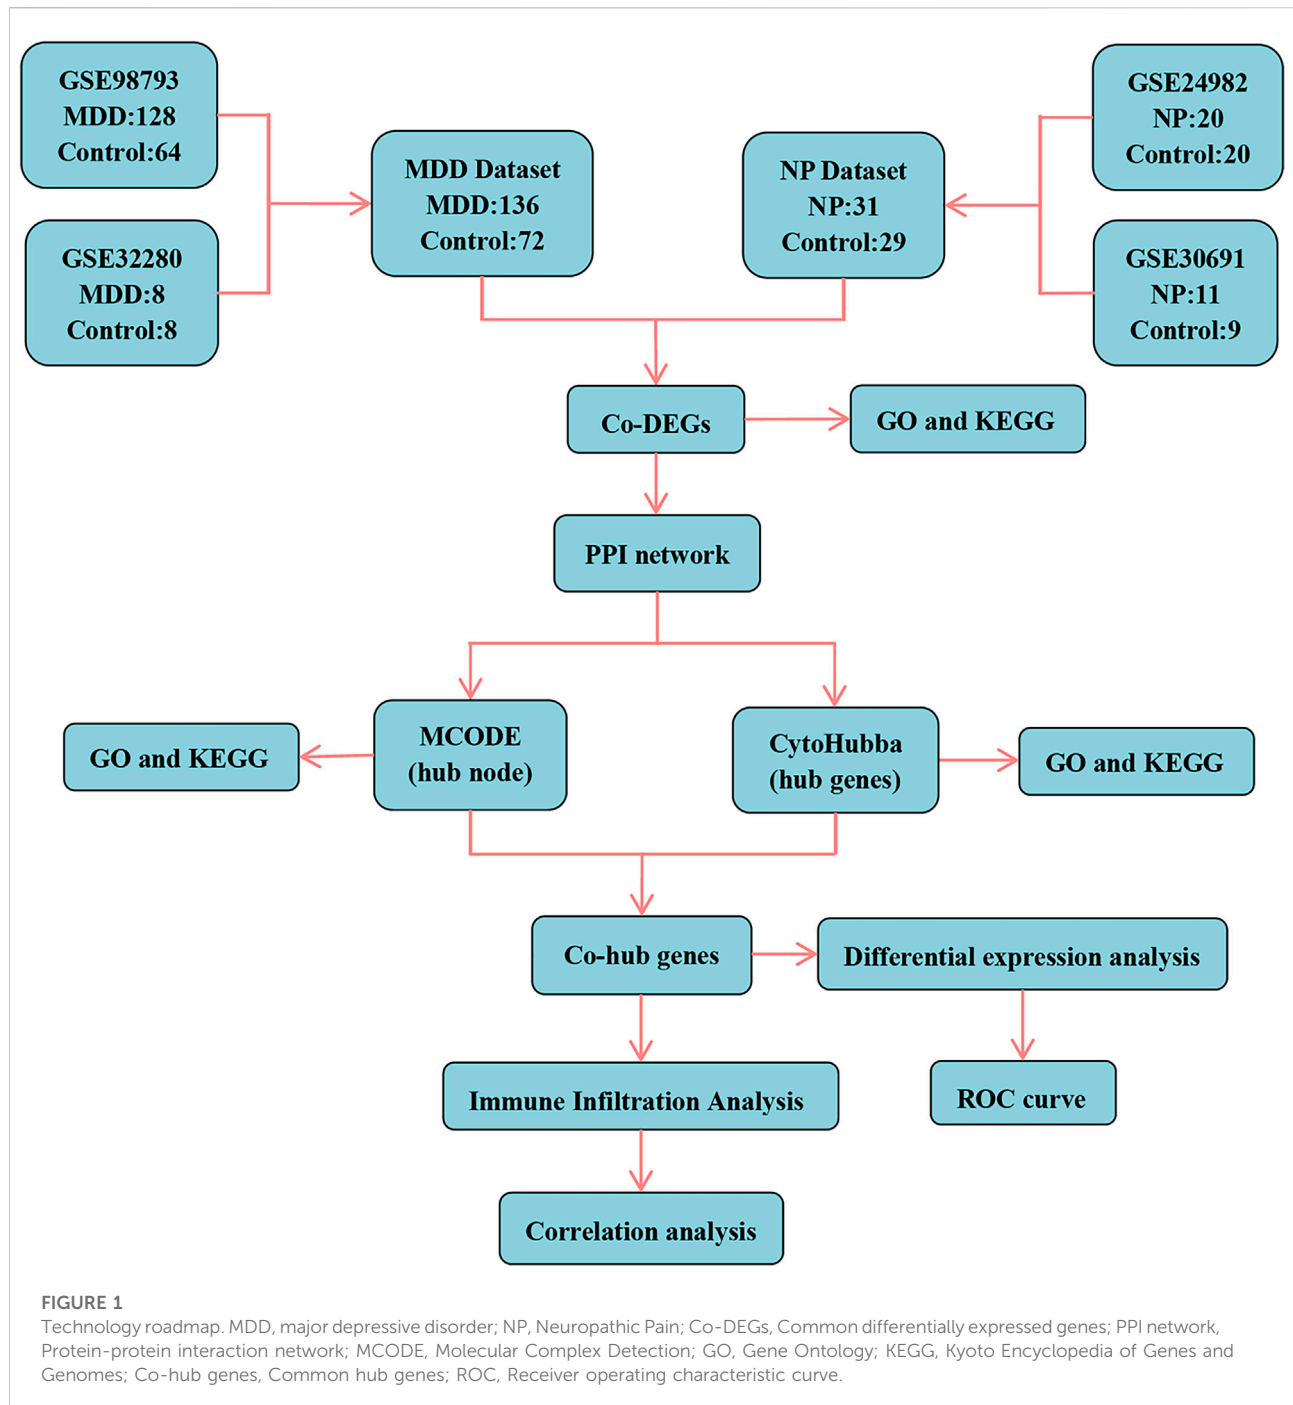 GSE98793
MDD:128
Control:64
GSE24982
NP:20
Control:20
MDD Dataset
MDD:136
Control:72
NP Dataset
NP:31
Control:29
GSE32280
MDD:8
Control:8
GSE30691
NP:11
Control:9
Co-DEGs
GO and KEGG
PPI network
GO and KEGG
MCODE
(hub node)
CytoHubba
(hub genes)
GO and KEGG
Co-hub genes
Differential expression analysis
Immune Infiltration Analysis
ROC curve
Correlation analysis
FIGURE 1
Technology roadmap. MDD, major depressive disorder; NP, Neuropathic Pain; Co-DEGs, Common differentially expressed genes; PPI network,
Protein-protein interaction network; MCODE, Molecular Complex Detection; GO, Gene Ontology; KEGG, Kyoto Encyclopedia of Genes and
Genomes; Co-hub genes, Common hub genes; ROC, Receiver operating characteristic curve.